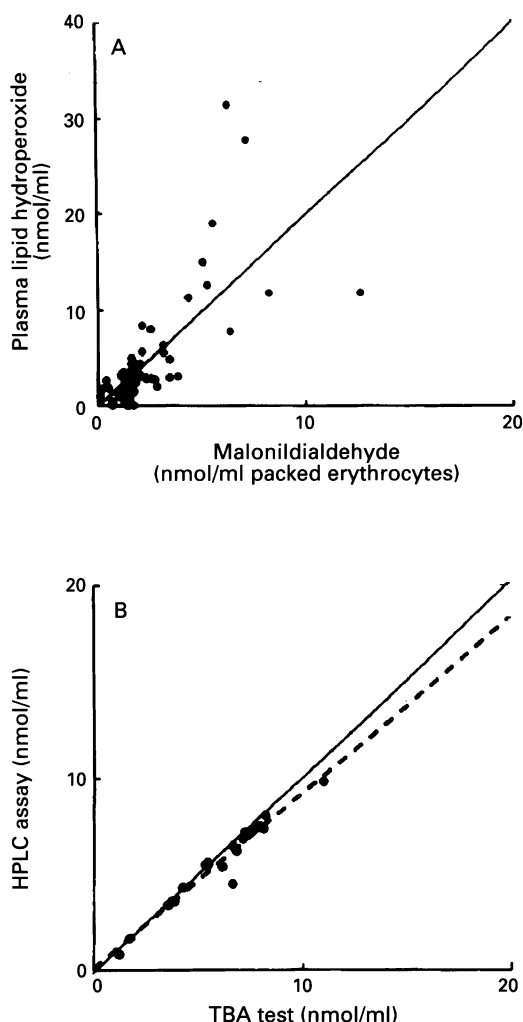 40
A
30
20
10
0
Plasma lipid hydroperoxide
(nmol/ml)
0
10
20
Malonildialdehyde
(nmol/ml packed erythrocytes)
20
B
10
0
HPLC assay (nmol/ml)
0
10
20
TBA test (nmol/ml)